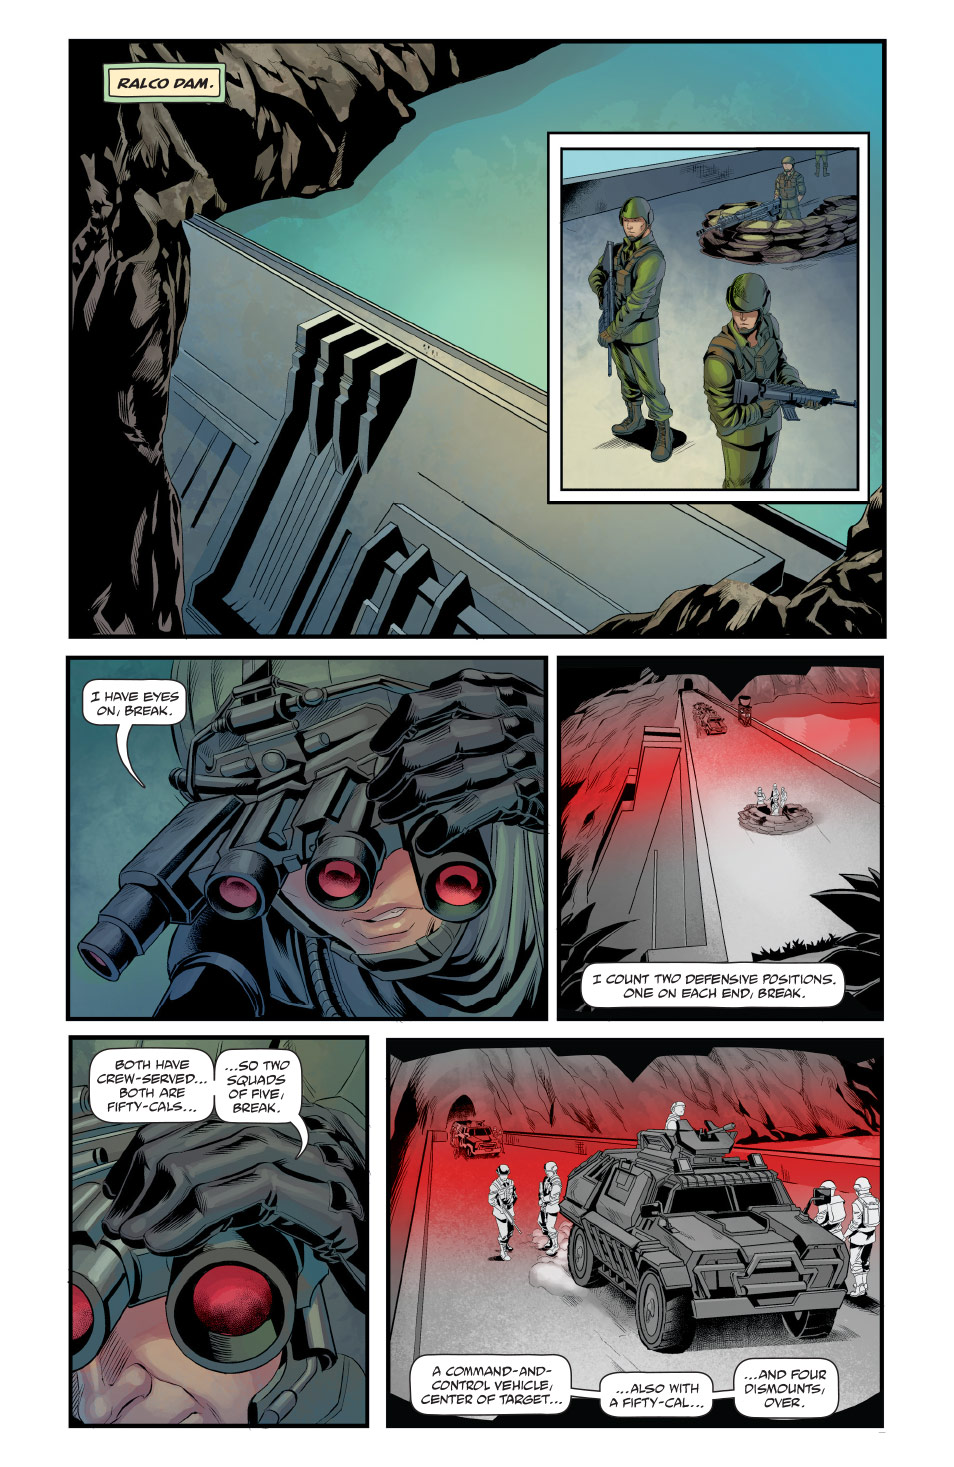 RALCO DAM.
I HAVE EYES
ON, BREAK.
I COUNT TWO DEFENSIVE POSITIONS.
ONE ON EACH END, BREAK.
BOTH HAVE
CREW-SERVED...
BOTH ARE
FIFTY-CALS...
...SO TWO
SQUADS
OF FIVE,
BREAK.
A COMMAND-AND-
CONTROL VEHICLE,
CENTER OF TARGET...
...ALSO WITH
A FIFTY-CAL...
...AND FOUR
DISMOUNTS,
OVER.